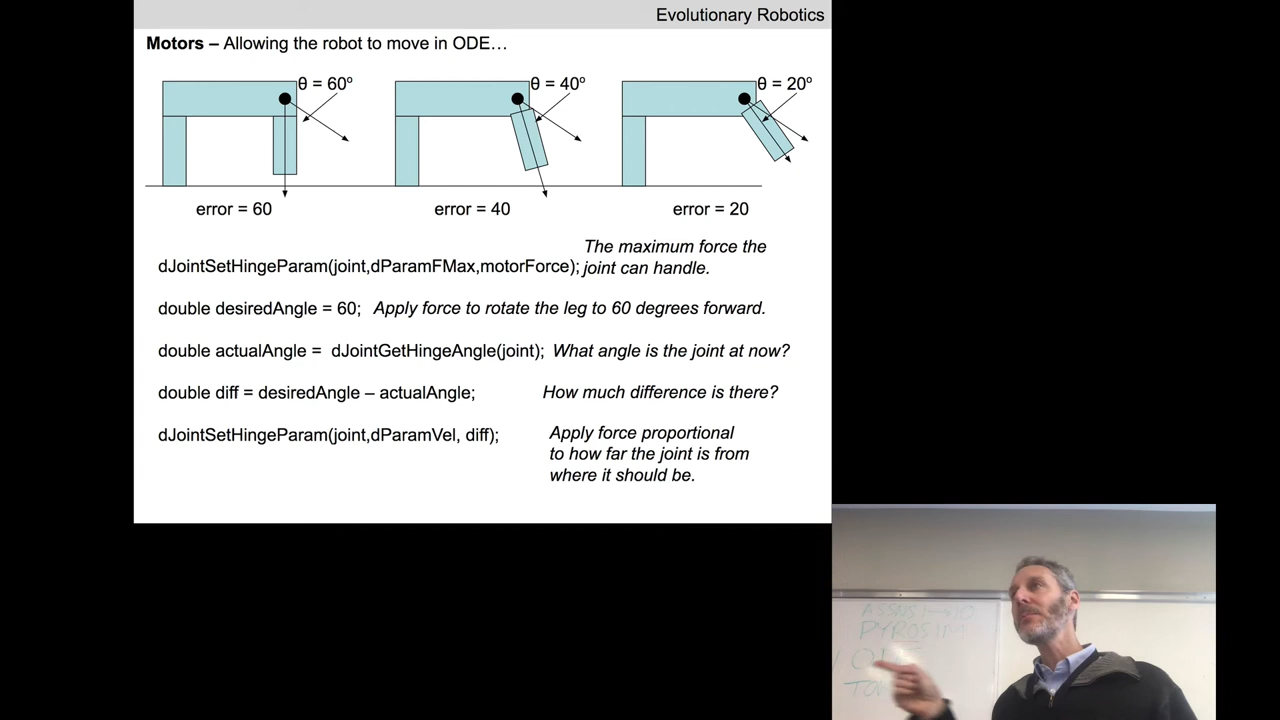 Evolutionary Robotics
Motors – Allowing the robot to move in ODE…
θ = 60º
θ = 40º
θ = 20º
error = 60
error = 40
error = 20
dJointSetHingeParam(joint,dParamFMax,motorForce);
The maximum force the
joint can handle.
double desiredAngle = 60; Apply force to rotate the leg to 60 degrees forward.
double actualAngle = dJointGetHingeAngle(joint); What angle is the joint at now?
double diff = desiredAngle – actualAngle; How much difference is there?
dJointSetHingeParam(joint,dParamVel, diff);
Apply force proportional
to how far the joint is from
where it should be.
ASSNS 1→10
PYROSIM